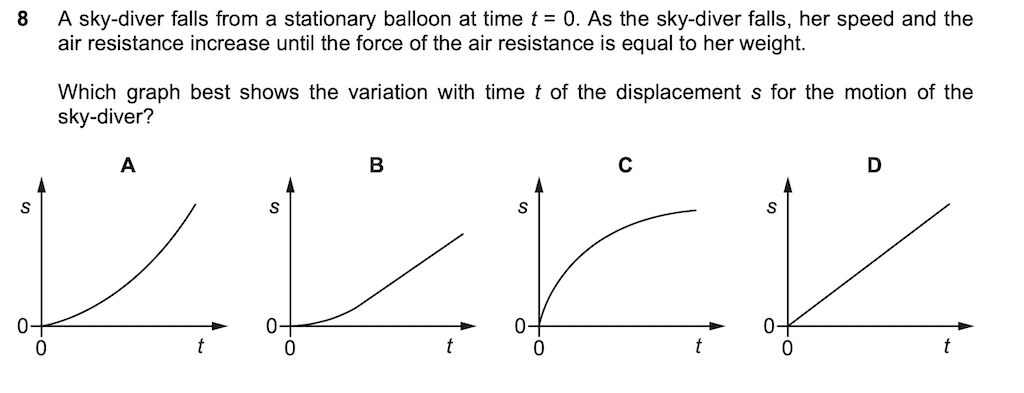 8 A sky-diver falls from a stationary balloon at time t = 0. As the sky-diver falls, her speed and the
air resistance increase until the force of the air resistance is equal to her weight.
Which graph best shows the variation with time t of the displacement s for the motion of the
sky-diver?
A B C D
s s s s
0 0 0 0
0 t 0 t 0 t 0 t